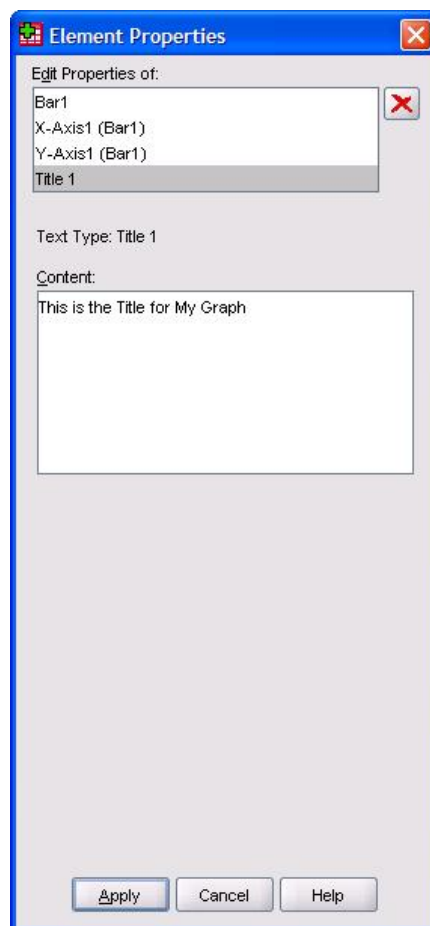 Element Properties
Edit Properties of:
Bar1
X-Axis1 (Bar1)
Y-Axis1 (Bar1)
Title 1
Text Type: Title 1
Content:
This is the Title for My Graph
Apply Cancel Help